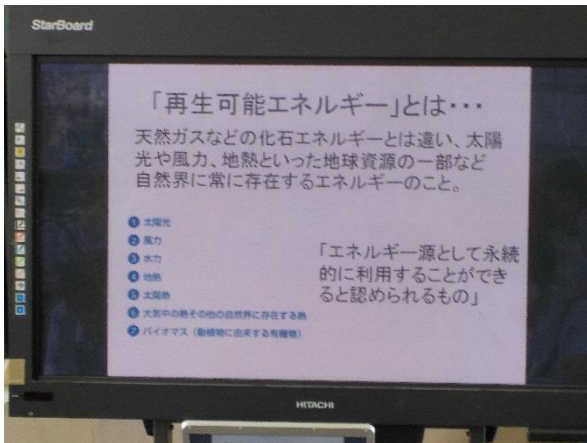 StarBoard
「再生可能エネルギー」とは・・・
天然ガスなどの化石エネルギーとは違い、太陽
光や風力、地熱といった地球資源の一部など
自然界に常に存在するエネルギーのこと。
1 太陽光
2 風力
3 水力
4 地熱
5 太陽熱
6 大気中の熱その他の自然界に存在する熱
7 バイオマス（動植物に由来する有機物）
「エネルギー源として永続
的に利用することができ
ると認められるもの」
HITACHI